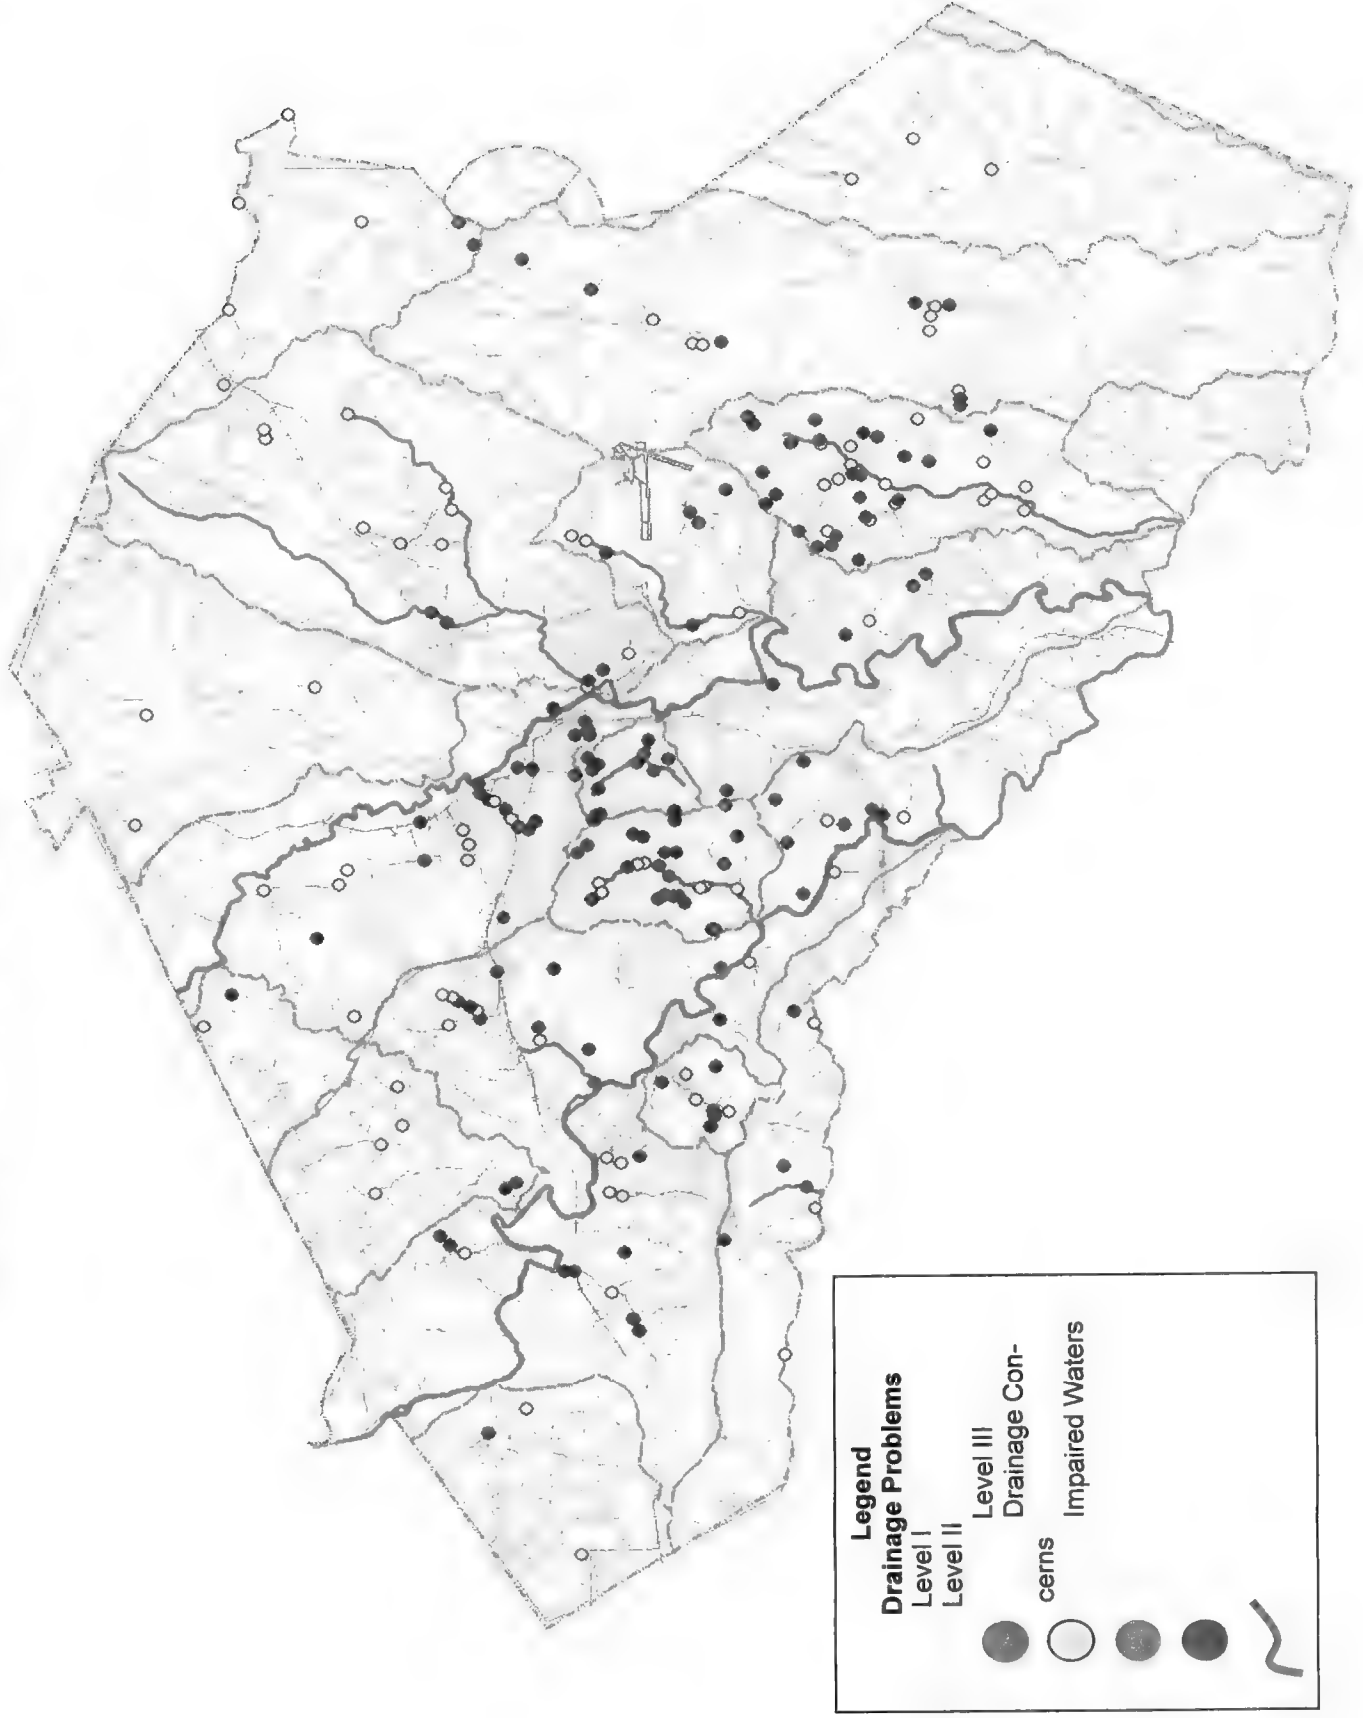 Legend
Drainage Problems
Level I
Level II
Level III
Drainage Con-
cerns
Impaired Waters